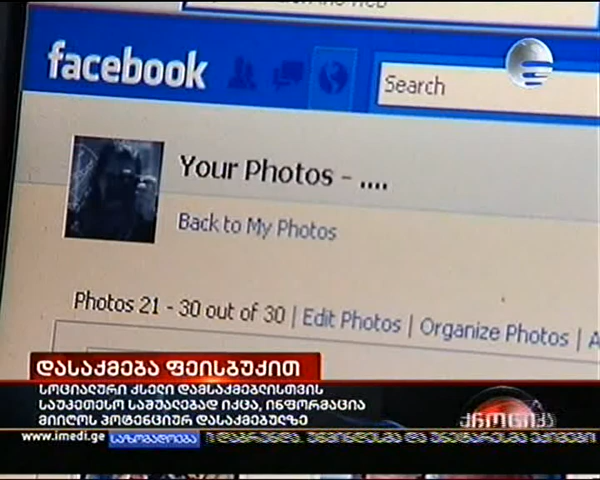 facebook
Search
Your Photos - ....
Back to My Photos
Photos 21 - 30 out of 30 | Edit Photos | Organize Photos | A
დასაქმება ფეისბუქით
სოციალური ქსელი დამსაქმებლისთვის
საუკეთესო საშუალებად იქცა, ინფორმაცია
მიიღოს პოტენციურ დასაქმებულზე
ქრონიკა
www.imedi.ge საზოგადოება